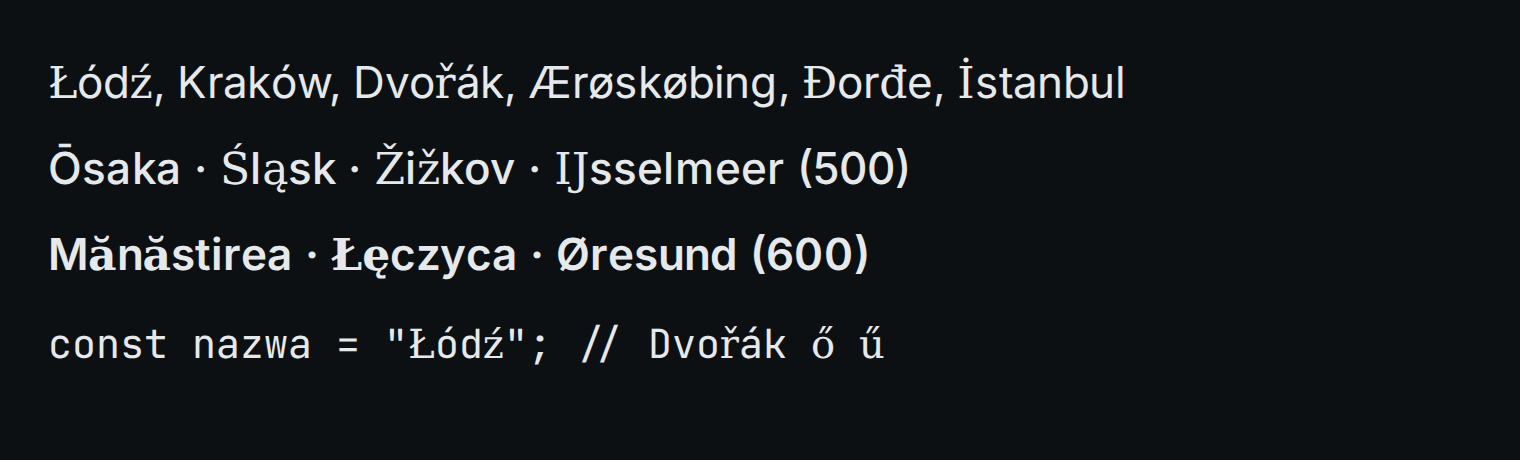 Łódź, Kraków, Dvořák, Ærøskøbing, Đorđe, İstanbul
Ōsaka · Śląsk · Žižkov · IJsselmeer (500)
Mănăstirea · Łęczyca · Øresund (600)
const nazwa = "Łódź"; // Dvořák ő ű